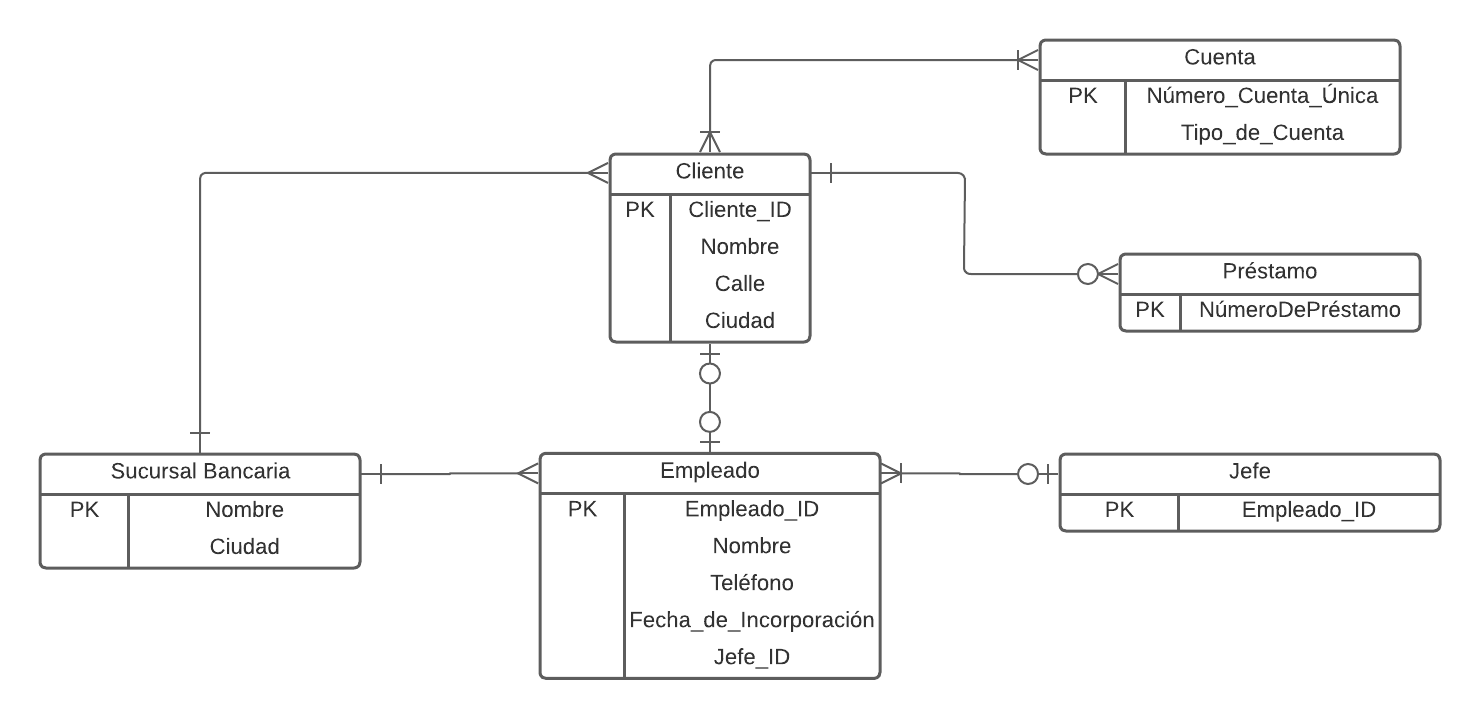 Cuenta
PK Número_Cuenta_Única
Tipo_de_Cuenta
Cliente
PK Cliente_ID
Nombre
Calle
Ciudad
Préstamo
PK NúmeroDePréstamo
Sucursal Bancaria
PK Nombre
Ciudad
Empleado
PK Empleado_ID
Nombre
Teléfono
Fecha_de_Incorporación
Jefe_ID
Jefe
PK Empleado_ID